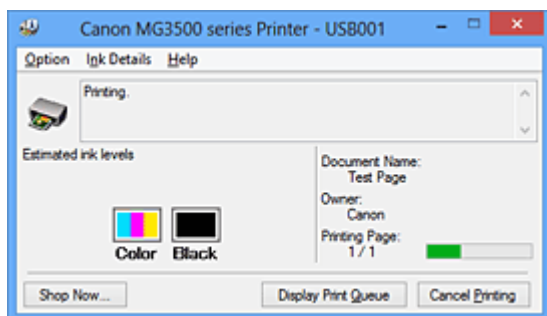 Canon MG3500 series Printer - USB001
Option Ink Details Help
Printing.
Estimated ink levels
Color Black
Document Name:
Test Page
Owner:
Canon
Printing Page:
1 / 1
Shop Now... Display Print Queue Cancel Printing